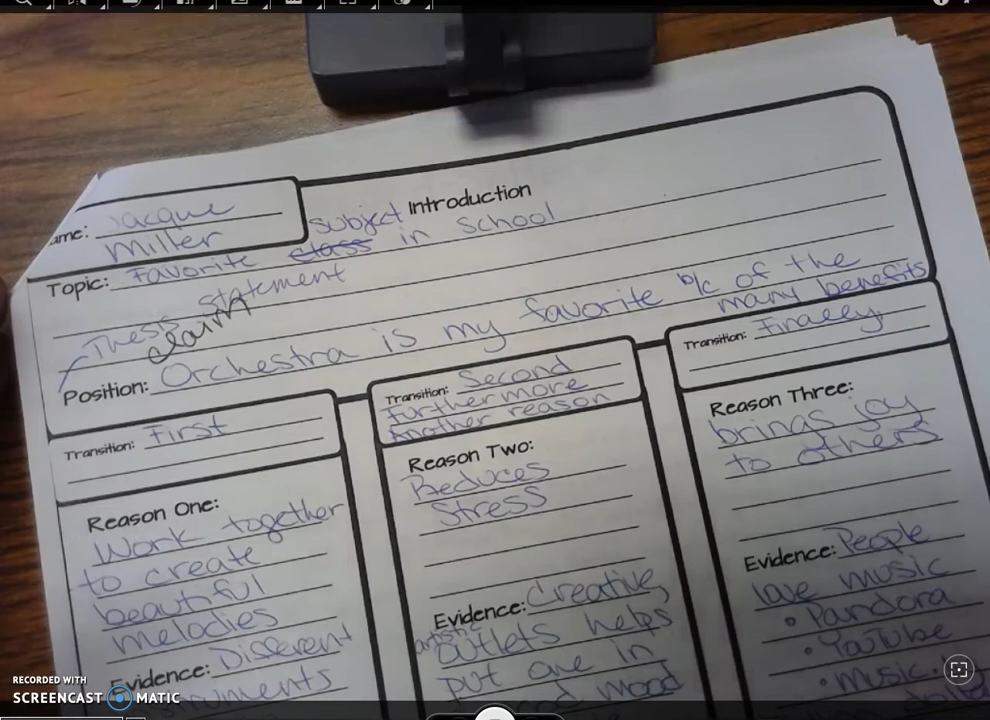 Introduction
ame: Jacque
Miller
subject
Topic: Favorite class in School
Thesis statement
claim
Position: Orchestra is my favorite b/c of the
many benefits
Transition: First
Reason One:
Work together
to create
beautiful
melodies
Evidence: Different
Transition: Second
Furthermore
Another reason
Reason Two:
Reduces
Stress
Evidence: Creative,
artistic
outlets helps
put one in
mood
Transition: Finally,
Reason Three:
brings joy
to others
Evidence: People
love music
• Pandora
• YouTube
• music
RECORDED WITH
SCREENCAST MATIC